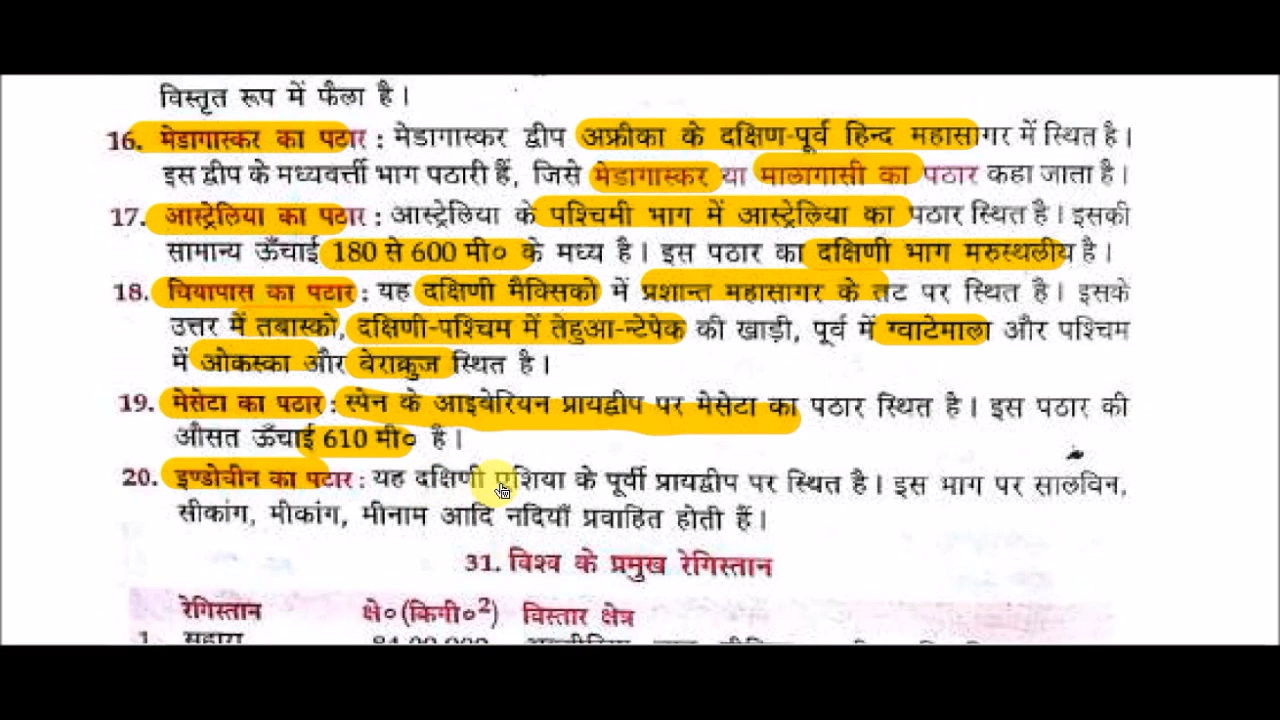 विस्तृत रूप में फैला है।
16. मेडागास्कर का पठार : मेडागास्कर द्वीप अफ्रीका के दक्षिण-पूर्व हिन्द महासागर में स्थित है।
इस द्वीप के मध्यवर्त्ती भाग पठारी हैं, जिसे मेडागास्कर या मालागासी का पठार कहा जाता है।
17. आस्ट्रेलिया का पठार : आस्ट्रेलिया के पश्चिमी भाग में आस्ट्रेलिया का पठार स्थित है। इसकी
सामान्य ऊँचाई 180 से 600 मी० के मध्य है। इस पठार का दक्षिणी भाग मरुस्थलीय है।
18. चियापास का पठार : यह दक्षिणी मैक्सिको में प्रशान्त महासागर के तट पर स्थित है। इसके
उत्तर में तबास्को, दक्षिणी-पश्चिम में तेहुआ-न्टेपेक की खाड़ी, पूर्व में ग्वाटेमाला और पश्चिम
में ओकस्का और बेराक्रुज स्थित है।
19. मेसेटा का पठार : स्पेन के आइबेरियन प्रायद्वीप पर मेसेटा का पठार स्थित है। इस पठार की
औसत ऊँचाई 610 मी० है।
20. इण्डोचीन का पठार : यह दक्षिणी एशिया के पूर्वी प्रायद्वीप पर स्थित है। इस भाग पर सालविन,
सीकांग, मीकांग, मीनाम आदि नदियाँ प्रवाहित होती हैं।
31. विश्व के प्रमुख रेगिस्तान
रेगिस्तान क्षे०(किमी०²) विस्तार क्षेत्र
1. सहारा